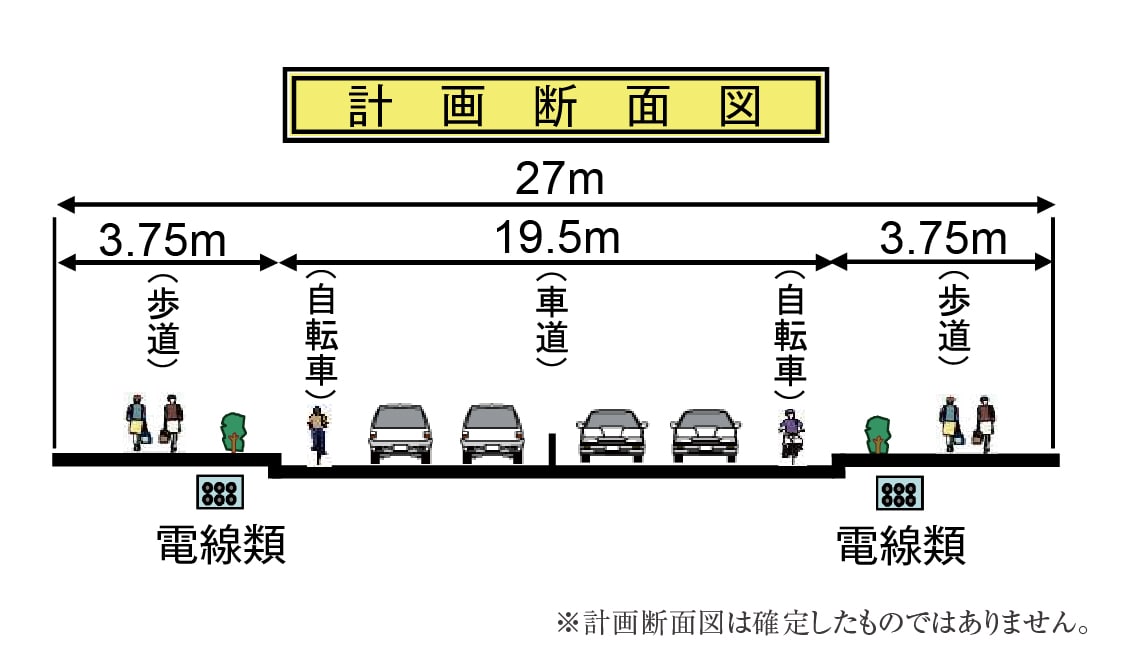 計画断面図
27m
3.75m 19.5m 3.75m
(歩道) (自転車) (車道) (自転車) (歩道)
電線類 電線類
※計画断面図は確定したものではありません。